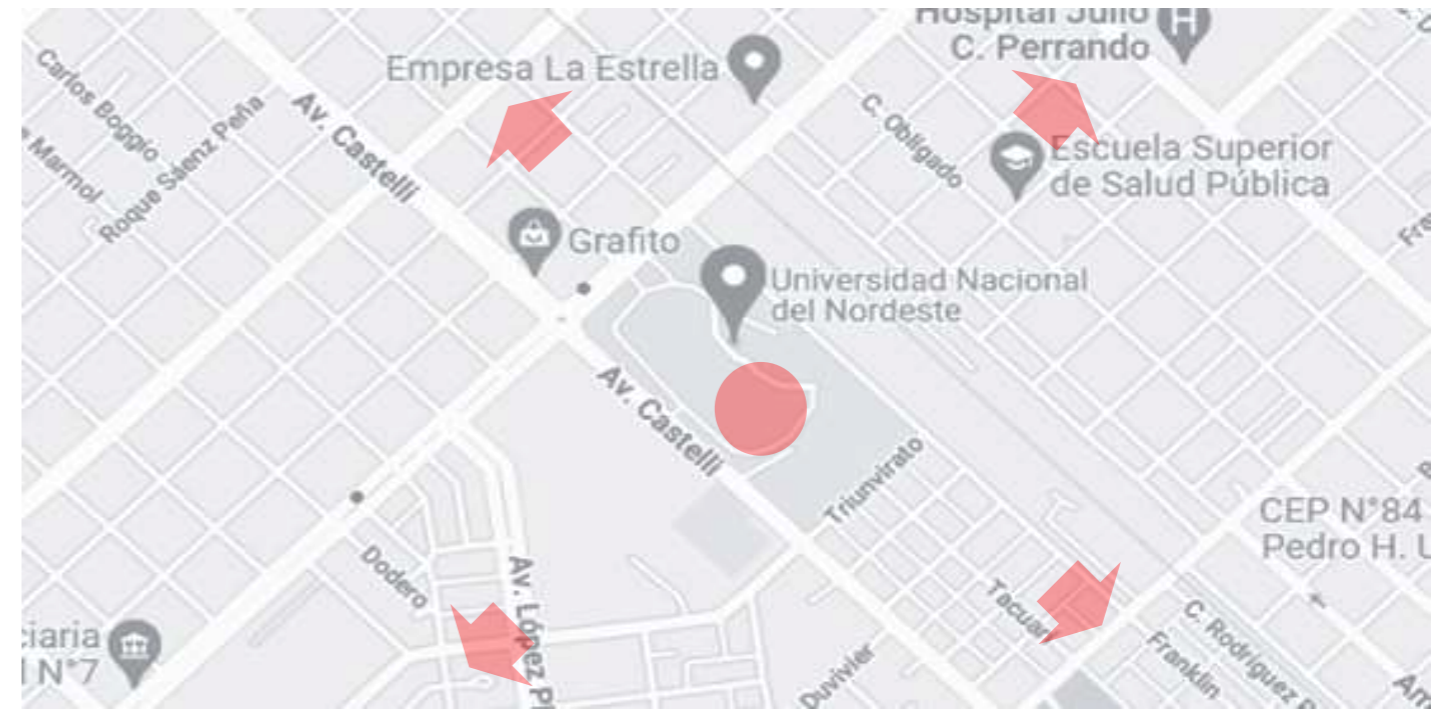 Hospital Julio
C. Perrando
Empresa La Estrella
Carlos Boggio
Marmol
Roque Sáenz Peña
Av. Castelli
C. Obligado
Escuela Superior
de Salud Pública
Grafito
Universidad Nacional
del Nordeste
Av. Castelli
Triunvirato
CEP N°84
Pedro H.
Dodero
Av. López
Tacuar
C. Rodríguez
Franklin
Duvivier
iaria
N°7